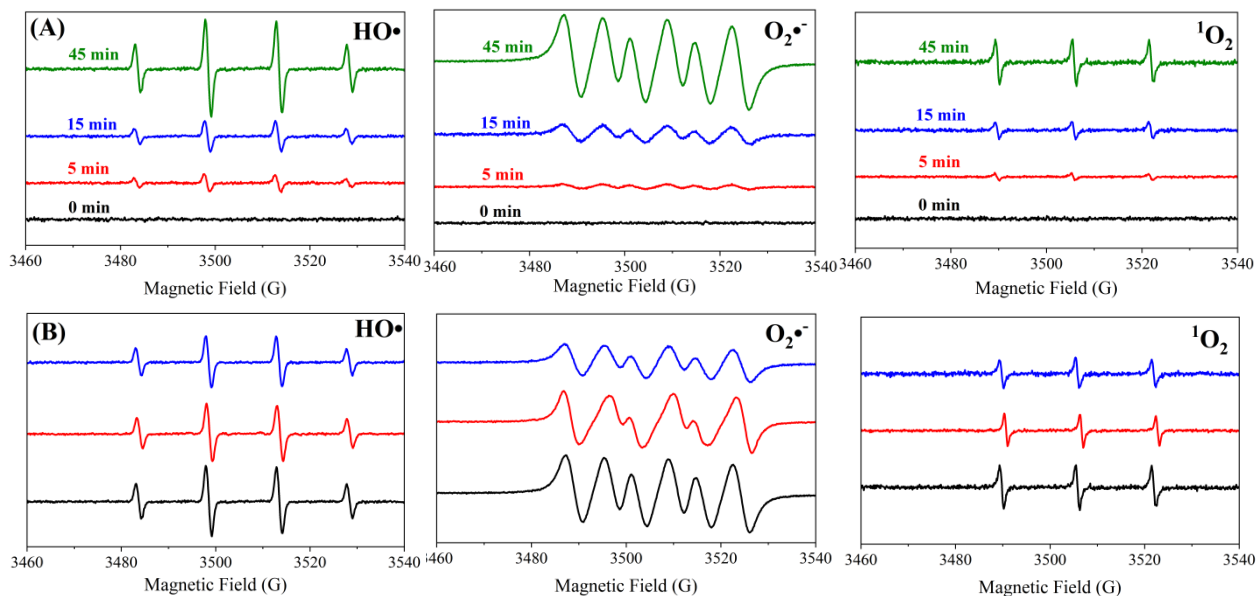 (A)
HO•
45 min
15 min
5 min
0 min
3460 3480 3500 3520 3540
Magnetic Field (G)
O₂•⁻
45 min
15 min
5 min
0 min
3460 3480 3500 3520 3540
Magnetic Field (G)
¹O₂
45 min
15 min
5 min
0 min
3460 3480 3500 3520 3540
Magnetic Field (G)
(B)
HO•
3460 3480 3500 3520 3540
Magnetic Field (G)
O₂•⁻
3460 3480 3500 3520 3540
Magnetic Field (G)
¹O₂
3460 3480 3500 3520 3540
Magnetic Field (G)